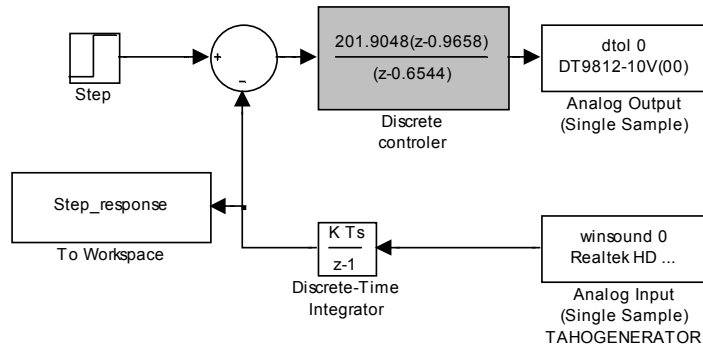 Step
+
−
201.9048(z-0.9658)
(z-0.6544)
Discrete
controler
dtol 0
DT9812-10V(00)
Analog Output
(Single Sample)
Step_response
To Workspace
K Ts
z-1
Discrete-Time
Integrator
winsound 0
Realtek HD ...
Analog Input
(Single Sample)
TAHOGENERATOR